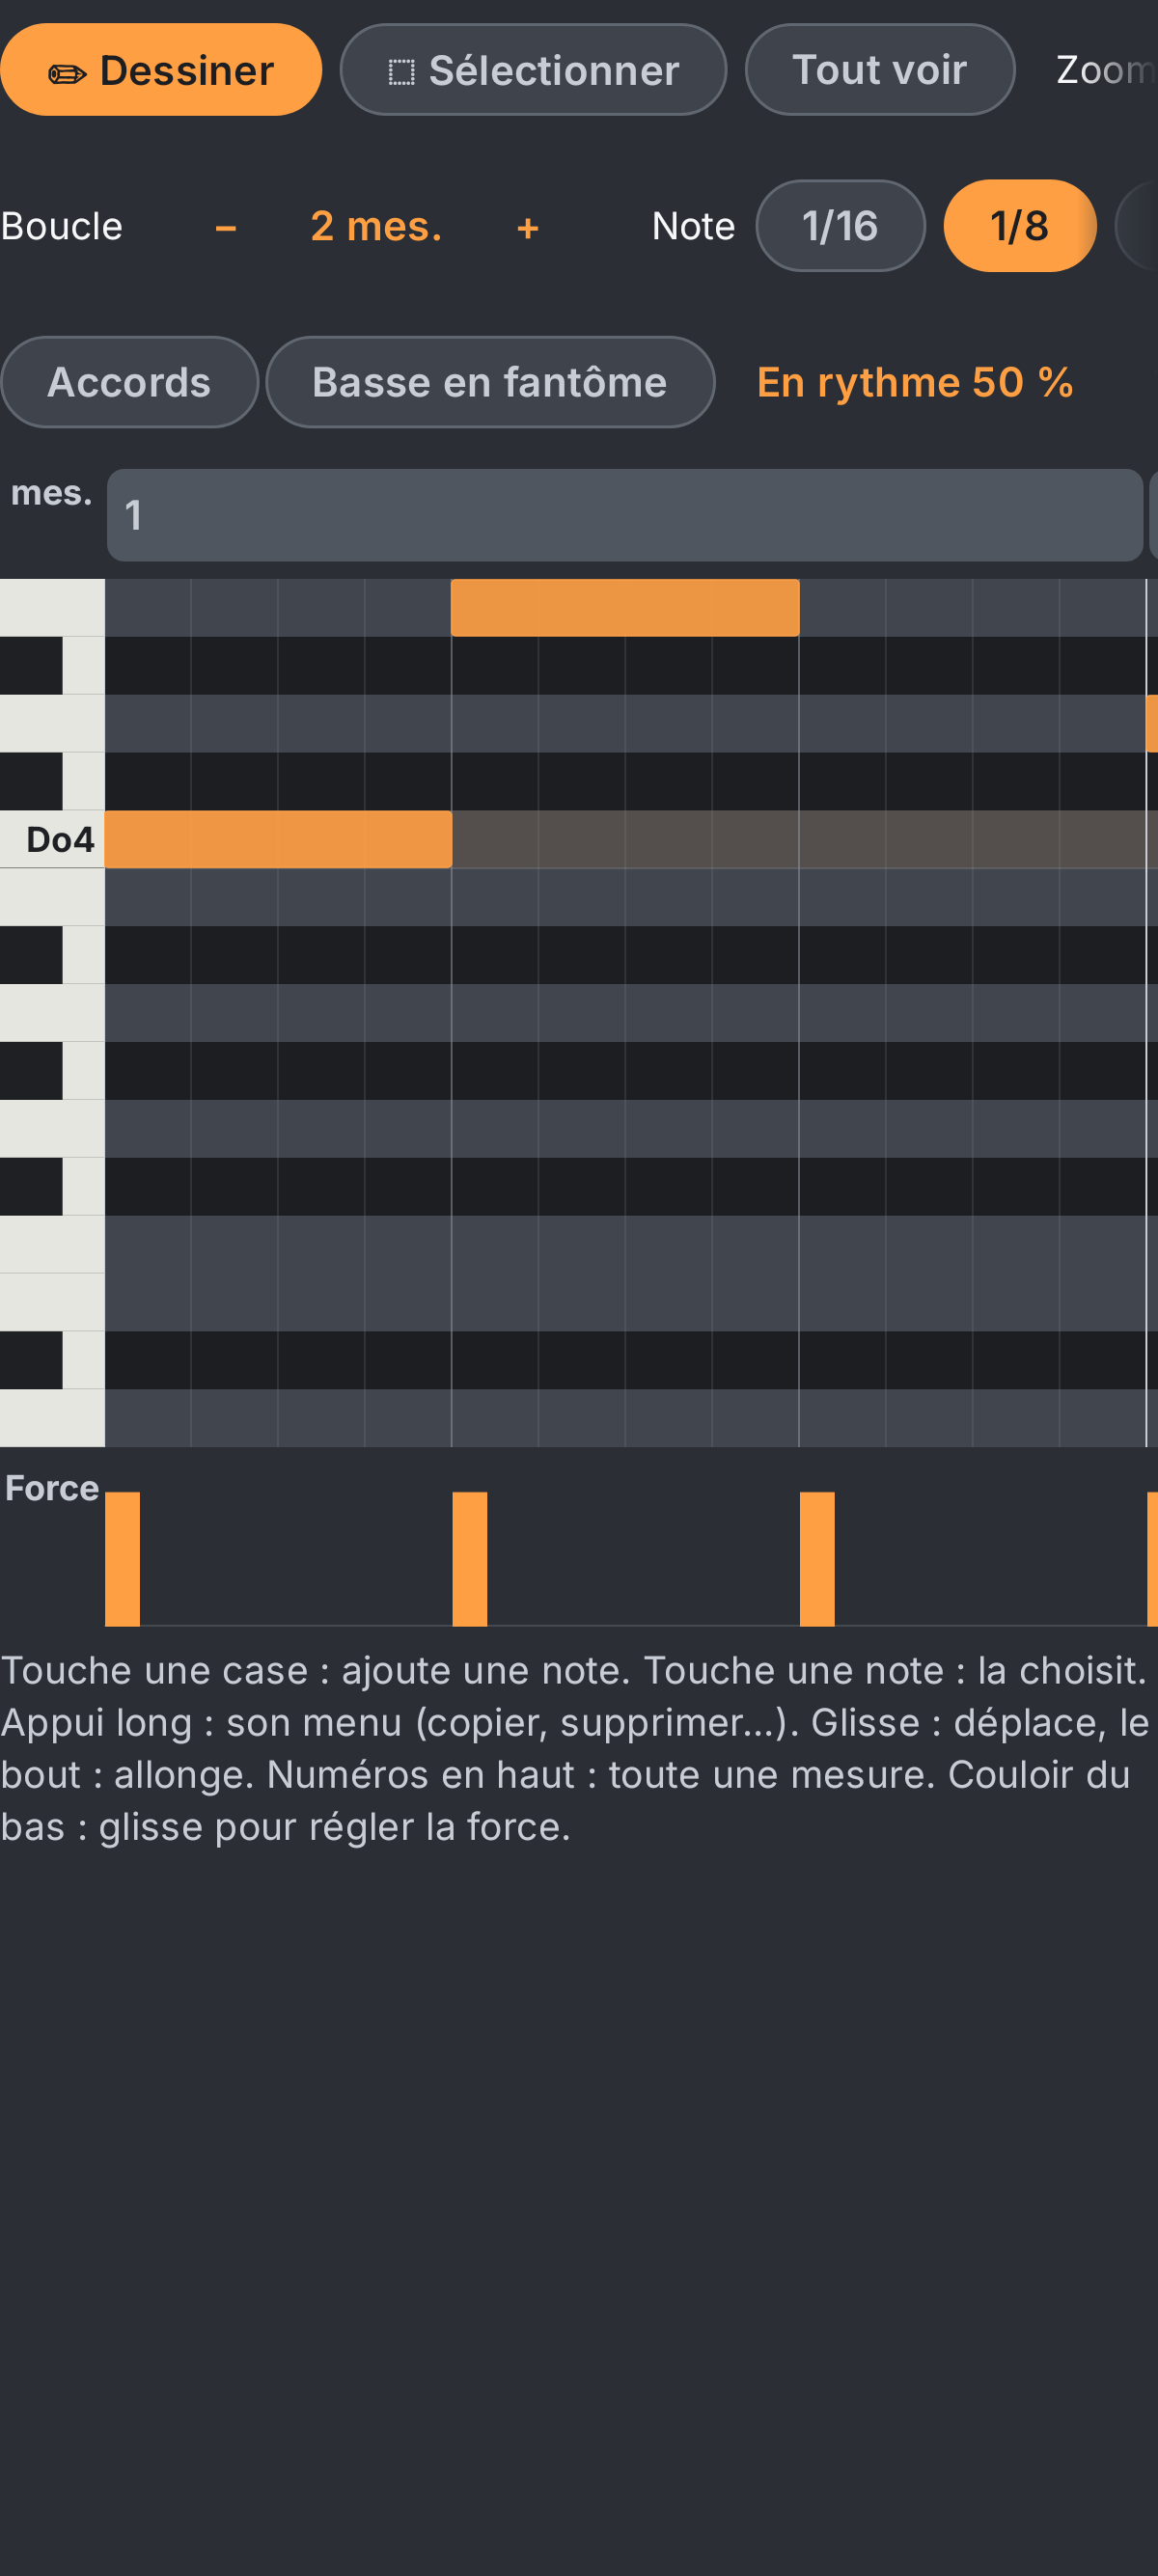 ✏ Dessiner ⬚ Sélectionner Tout voir Zoom
Boucle – 2 mes. + Note 1/16 1/8
Accords Basse en fantôme En rythme 50 %
mes. 1
Do4
Force
Touche une case : ajoute une note. Touche une note : la choisit.
Appui long : son menu (copier, supprimer…). Glisse : déplace, le
bout : allonge. Numéros en haut : toute une mesure. Couloir du
bas : glisse pour régler la force.